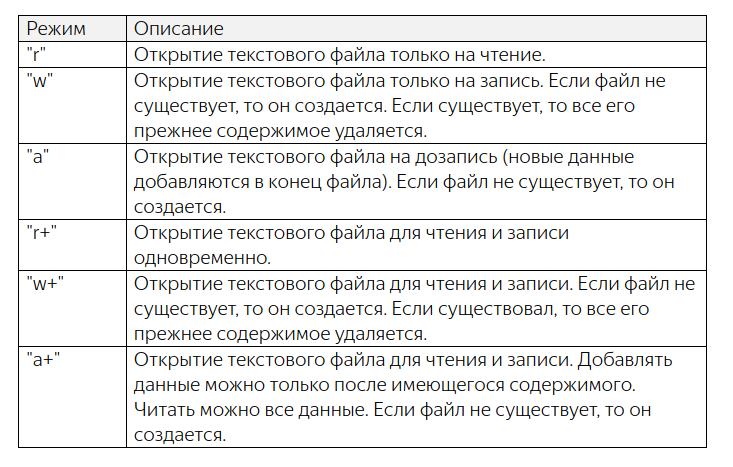 Режим Описание
"r" Открытие текстового файла только на чтение.
"w" Открытие текстового файла только на запись. Если файл не
существует, то он создается. Если существует, то все его
прежнее содержимое удаляется.
"a" Открытие текстового файла на дозапись (новые данные
добавляются в конец файла). Если файл не существует, то он
создается.
"r+" Открытие текстового файла для чтения и записи
одновременно.
"w+" Открытие текстового файла для чтения и записи. Если файл не
существует, то он создается. Если существовал, то все его
прежнее содержимое удаляется.
"a+" Открытие текстового файла для чтения и записи. Добавлять
данные можно только после имеющегося содержимого.
Читать можно все данные. Если файл не существует, то он
создается.